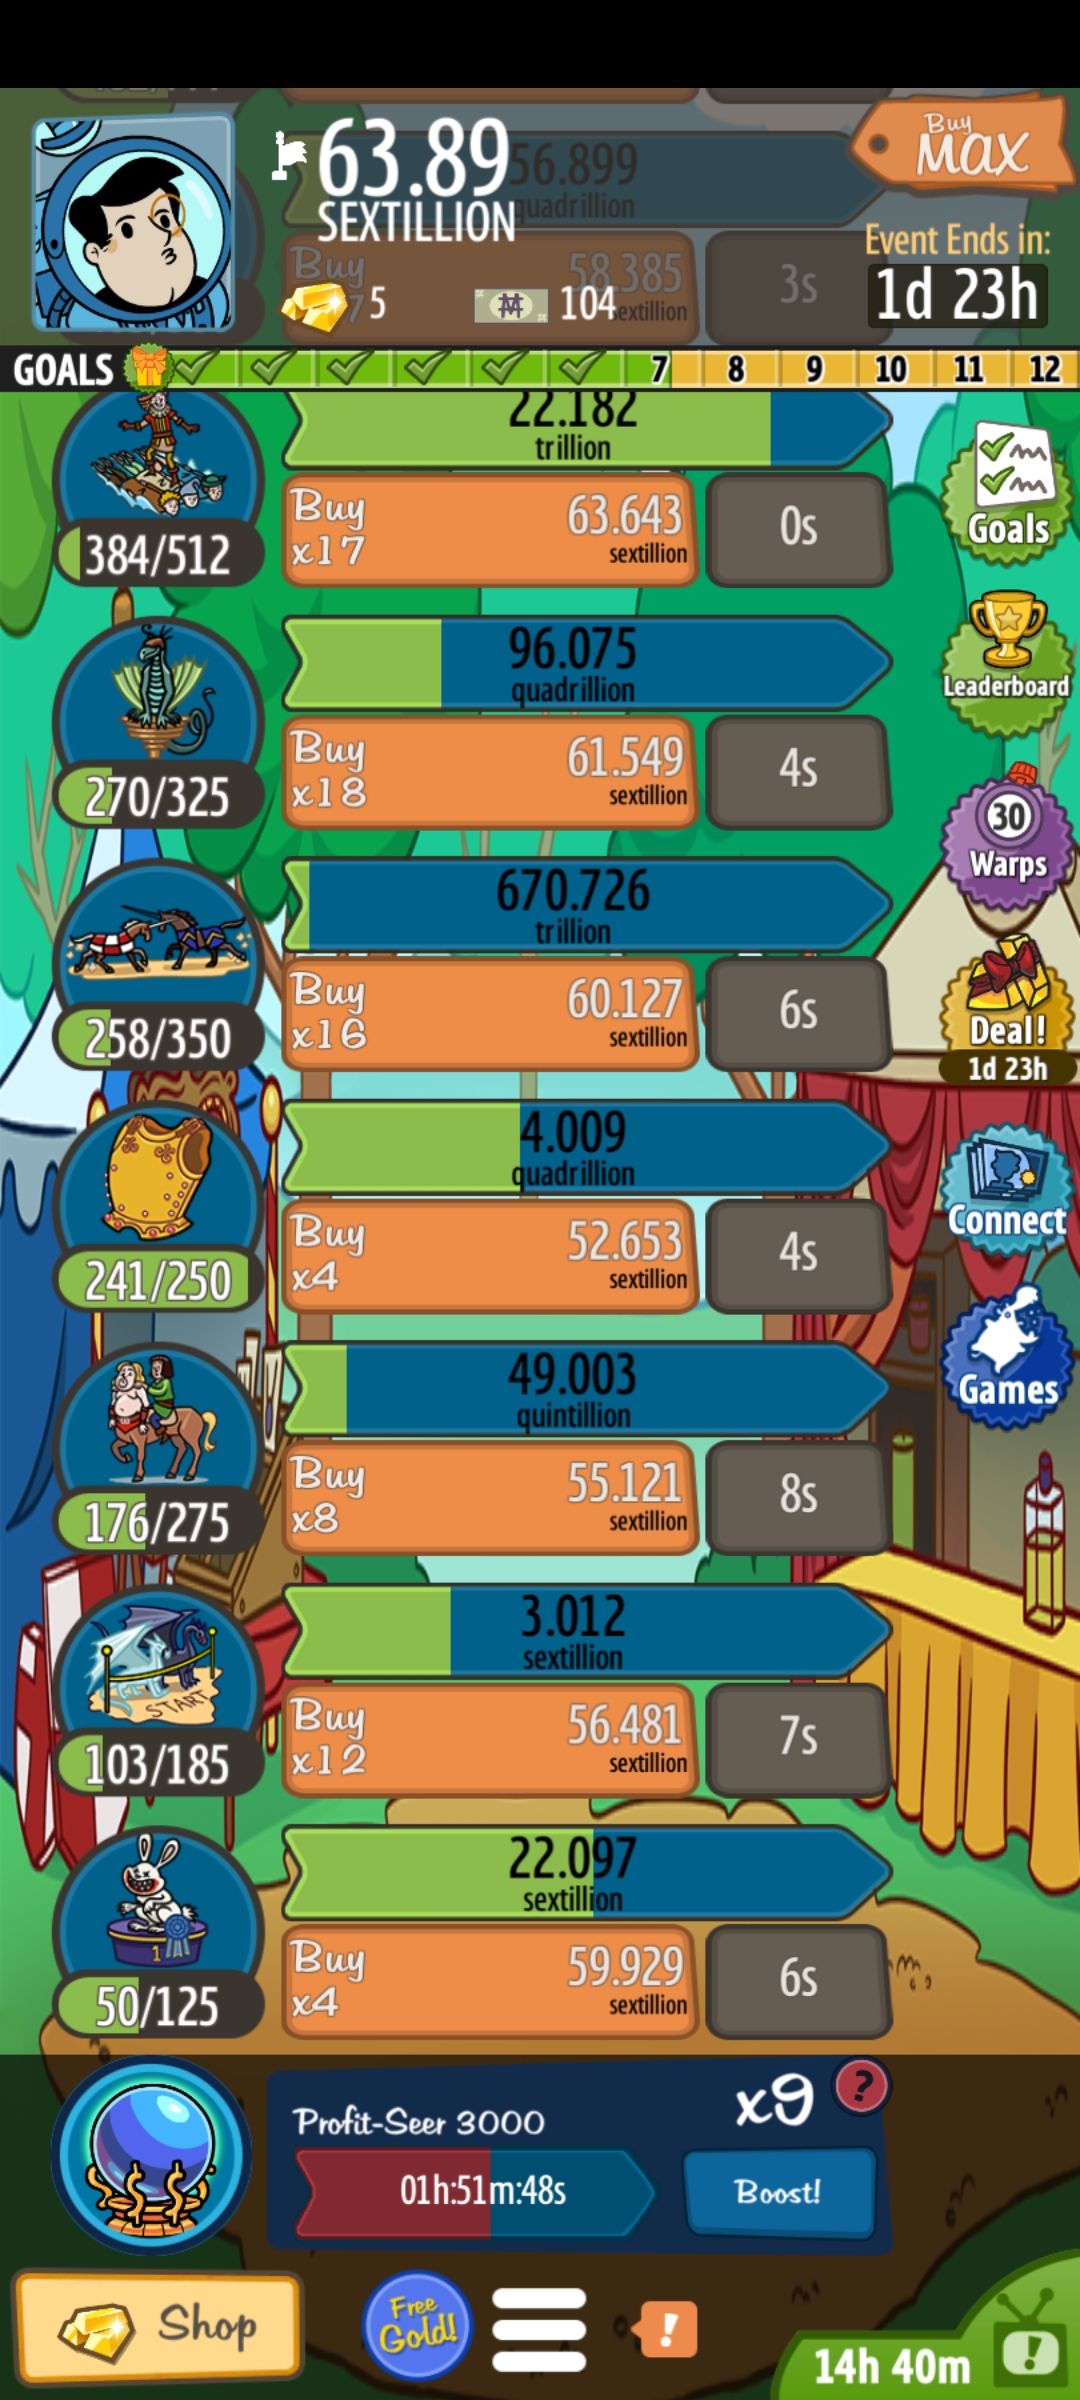 63.89
SEXTILLION
56.899
quadrillion
Buy
MAX
Event Ends in:
1d 23h
Buy
7
58.385
sextillion
3s
5
104
GOALS
7
8
9
10
11
12
22.182
trillion
384/512
Buy
x17
63.643
sextillion
0s
Goals
96.075
quadrillion
270/325
Buy
x18
61.549
sextillion
4s
Leaderboard
670.726
trillion
258/350
Buy
x16
60.127
sextillion
6s
30
Warps
Deal!
1d 23h
4.009
quadrillion
241/250
Buy
x4
52.653
sextillion
4s
Connect
49.003
quintillion
176/275
Buy
x8
55.121
sextillion
8s
Games
3.012
sextillion
START
103/185
Buy
x12
56.481
sextillion
7s
22.097
sextillion
1
50/125
Buy
x4
59.929
sextillion
6s
Profit-Seer 3000
x9
?
01h:51m:48s
Boost!
Shop
Free
Gold!
!
14h 40m
!